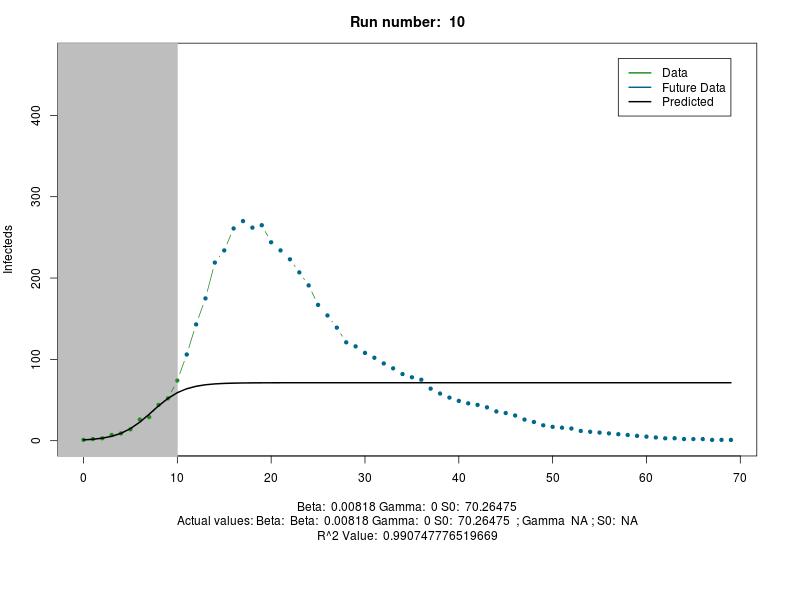 Run number:  10
Data
Future Data
Predicted
Infecteds
400
300
200
100
0
0 10 20 30 40 50 60 70
Beta:  0.00818 Gamma:  0 S0:  70.26475
Actual values: Beta:  Beta:  0.00818 Gamma:  0 S0:  70.26475  ; Gamma  NA ; S0:  NA
R^2 Value:  0.990747776519669